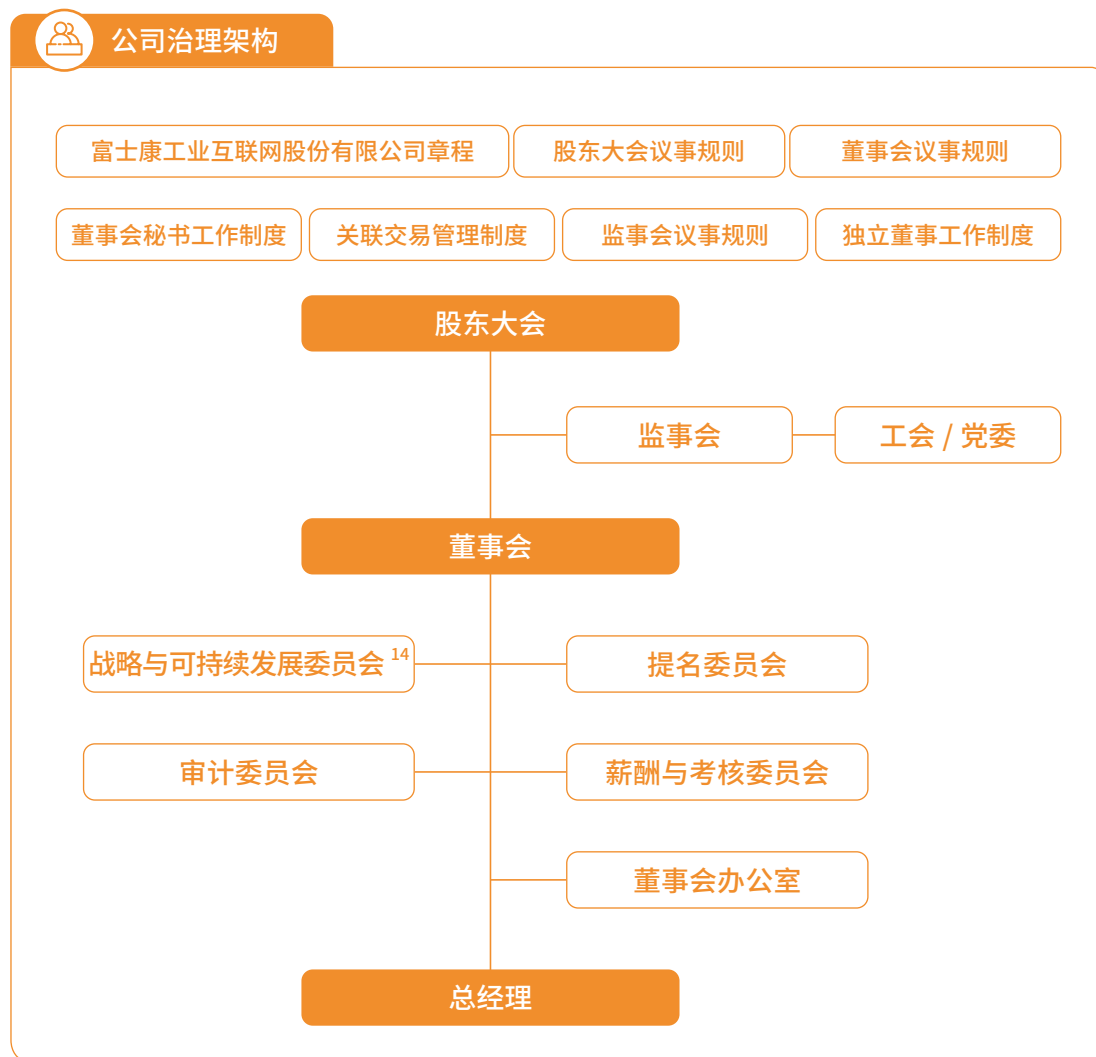 公司治理架构
富士康工业互联网股份有限公司章程
股东大会议事规则
董事会议事规则
董事会秘书工作制度
关联交易管理制度
监事会议事规则
独立董事工作制度
股东大会
监事会
工会 / 党委
董事会
战略与可持续发展委员会 14
提名委员会
审计委员会
薪酬与考核委员会
董事会办公室
总经理